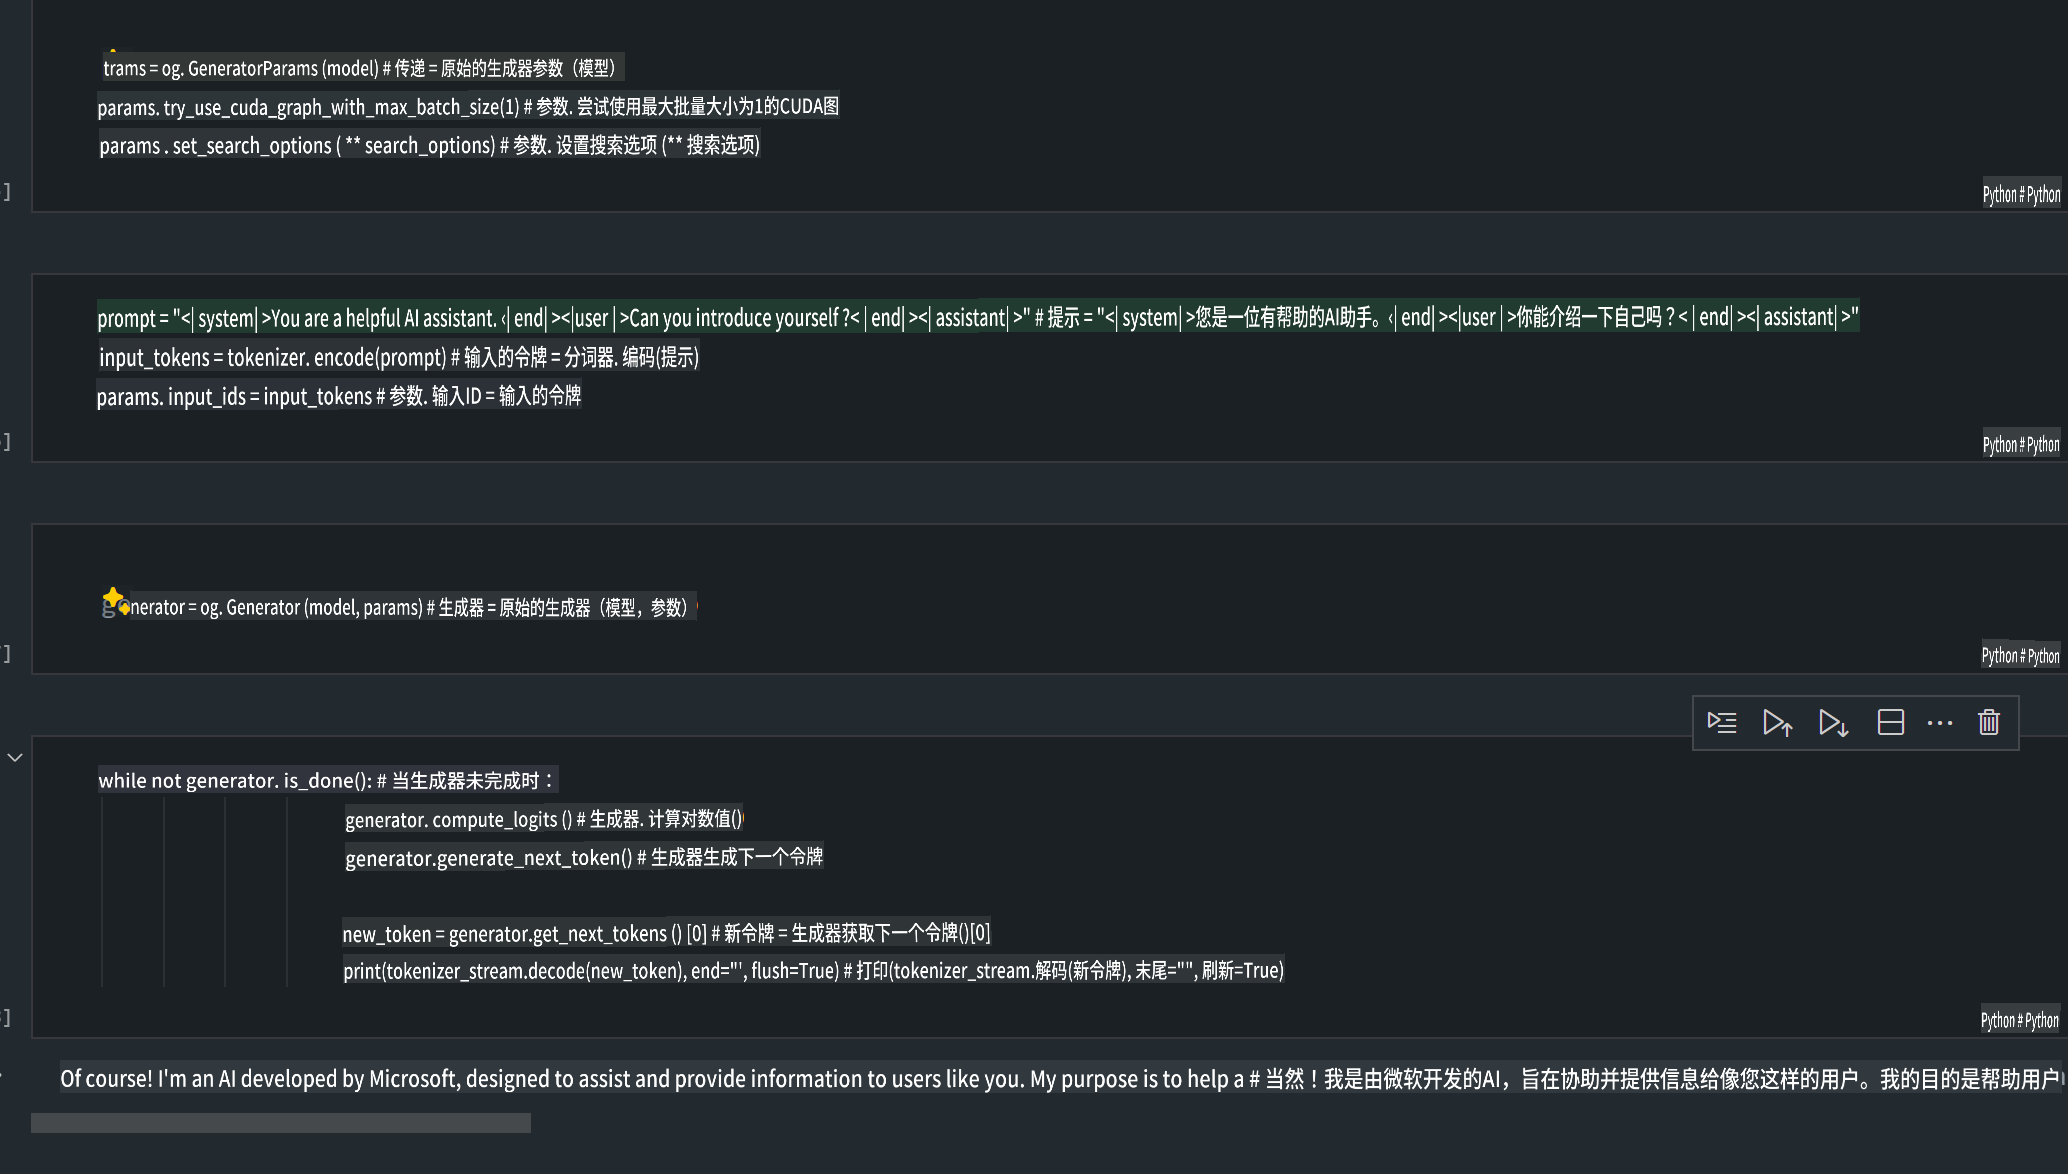 trams = og. GeneratorParams (model) # 传递 = 原始的生成器参数（模型）
params. try_use_cuda_graph_with_max_batch_size(1) # 参数. 尝试使用最大批量大小为1的CUDA图
params . set_search_options ( ** search_options) # 参数. 设置搜索选项 (** 搜索选项)
]
Python # Python
prompt = "<| system| >You are a helpful AI assistant. ‹| end| ><|user | >Can you introduce yourself ?< | end| ><| assistant| >" # 提示 = "<| system| >您是一位有帮助的AI助手。‹| end| ><|user | >你能介绍一下自己吗？< | end| ><| assistant| >"
input_tokens = tokenizer. encode(prompt) # 输入的令牌 = 分词器. 编码(提示)
params. input_ids = input_tokens # 参数. 输入ID = 输入的令牌
]
Python # Python
nerator = og. Generator (model, params) # 生成器 = 原始的生成器（模型，参数）
]
Python # Python
while not generator. is_done(): # 当生成器未完成时：
generator. compute_logits () # 生成器. 计算对数值()
generator.generate_next_token() # 生成器生成下一个令牌
new_token = generator.get_next_tokens () [0] # 新令牌 = 生成器获取下一个令牌()[0]
print(tokenizer_stream.decode(new_token), end="', flush=True) # 打印(tokenizer_stream.解码(新令牌), 末尾="", 刷新=True)
]
Python # Python
Of course! I'm an AI developed by Microsoft, designed to assist and provide information to users like you. My purpose is to help a # 当然！我是由微软开发的AI，旨在协助并提供信息给像您这样的用户。我的目的是帮助用户